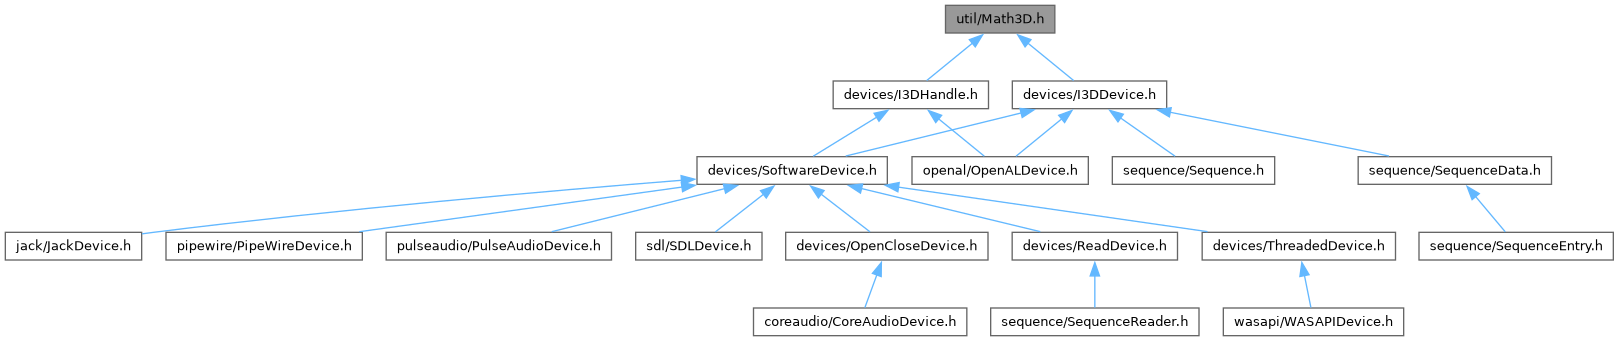 util/Math3D.h
devices/I3DHandle.h
devices/I3DDevice.h
devices/SoftwareDevice.h
openal/OpenALDevice.h
sequence/Sequence.h
sequence/SequenceData.h
jack/JackDevice.h
pipewire/PipeWireDevice.h
pulseaudio/PulseAudioDevice.h
sdl/SDLDevice.h
devices/OpenCloseDevice.h
devices/ReadDevice.h
devices/ThreadedDevice.h
sequence/SequenceEntry.h
coreaudio/CoreAudioDevice.h
sequence/SequenceReader.h
wasapi/WASAPIDevice.h